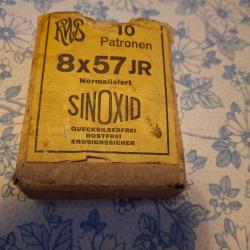 RWS 10
Patronen
8x57JR
Normalisiert
SINOXID
QUECKSILBERFREI
ROSTFREI
EROSIONSSICHER